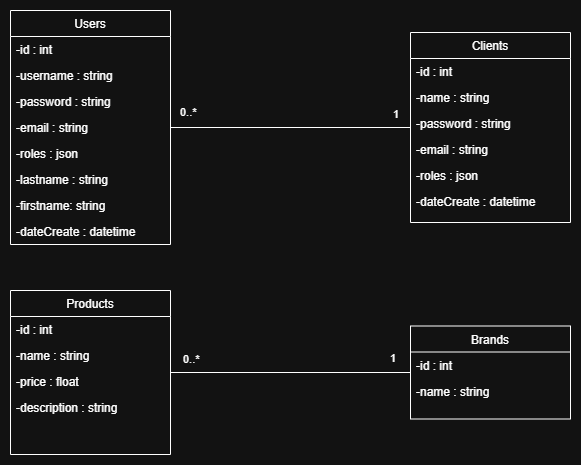 Users
-id : int
-username : string
-password : string
-email : string
-roles : json
-lastname : string
-firstname: string
-dateCreate : datetime
0..*
1
Clients
-id : int
-name : string
-password : string
-email : string
-roles : json
-dateCreate : datetime
Products
-id : int
-name : string
-price : float
-description : string
0..*
1
Brands
-id : int
-name : string